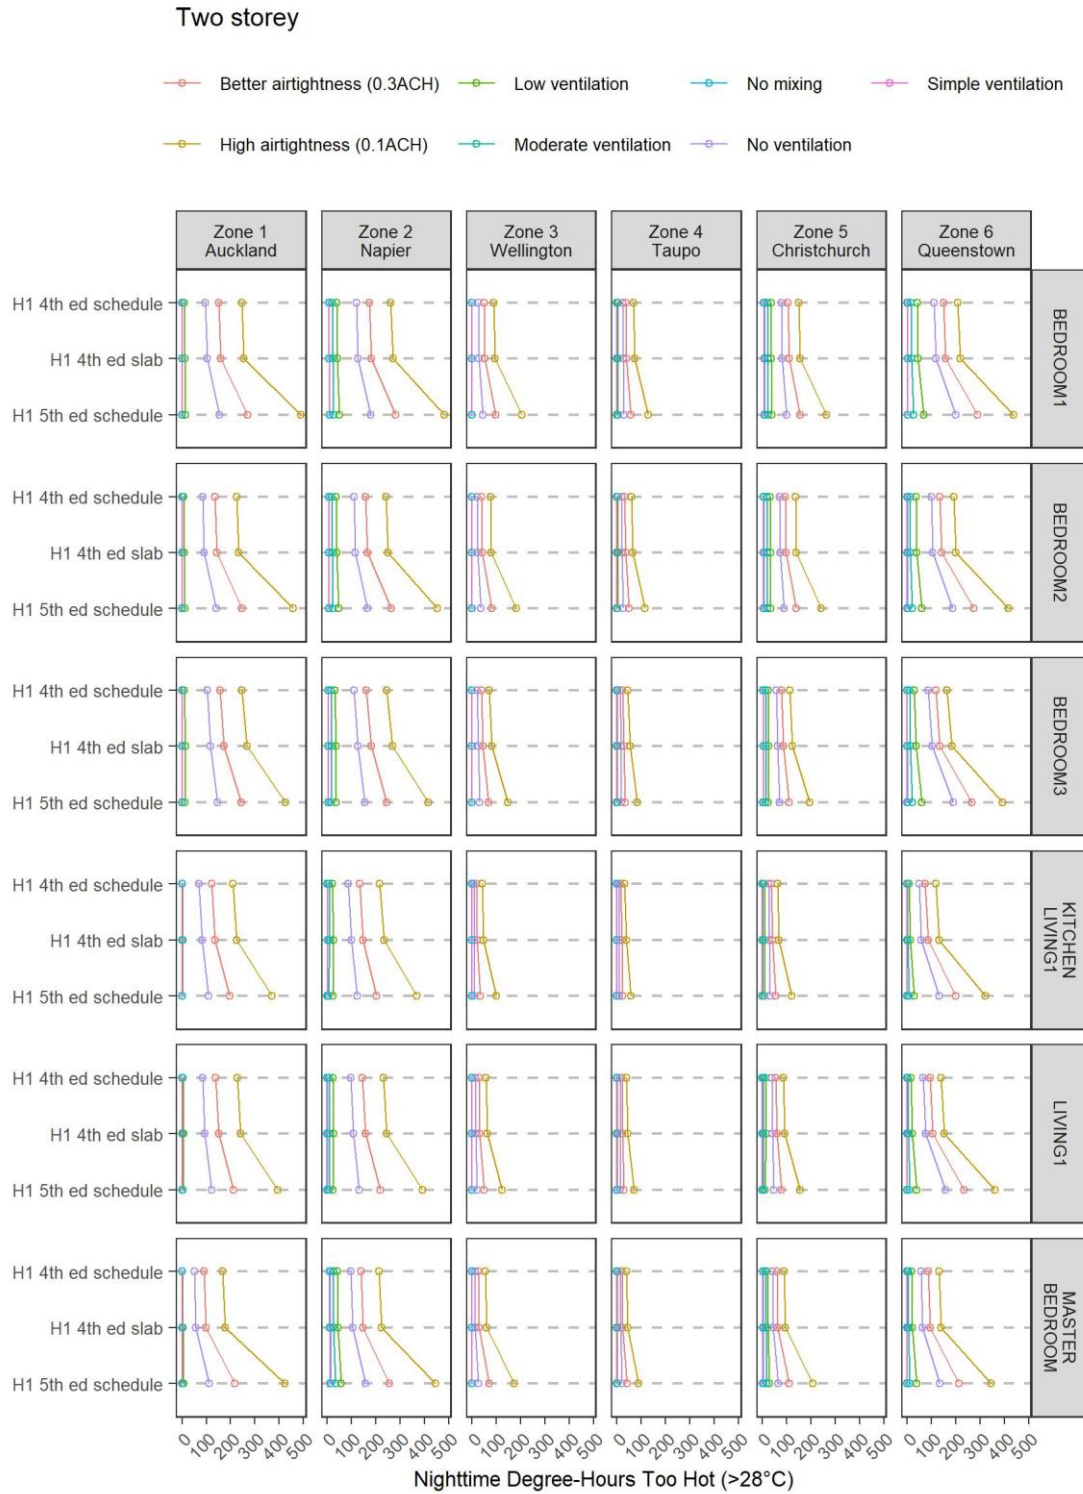 Two storey
Better airtightness (0.3ACH)
Low ventilation
No mixing
Simple ventilation
High airtightness (0.1ACH)
Moderate ventilation
No ventilation
Zone 1
Auckland
Zone 2
Napier
Zone 3
Wellington
Zone 4
Taupo
Zone 5
Christchurch
Zone 6
Queenstown
H1 4th ed schedule
H1 4th ed slab
H1 5th ed schedule
BEDROOM1
H1 4th ed schedule
H1 4th ed slab
H1 5th ed schedule
BEDROOM2
H1 4th ed schedule
H1 4th ed slab
H1 5th ed schedule
BEDROOM3
H1 4th ed schedule
H1 4th ed slab
H1 5th ed schedule
KITCHEN
LIVING1
H1 4th ed schedule
H1 4th ed slab
H1 5th ed schedule
LIVING1
H1 4th ed schedule
H1 4th ed slab
H1 5th ed schedule
MASTER
BEDROOM
0 100 200 300 400 500
0 100 200 300 400 500
0 100 200 300 400 500
0 100 200 300 400 500
0 100 200 300 400 500
0 100 200 300 400 500
Nighttime Degree-Hours Too Hot (>28°C)